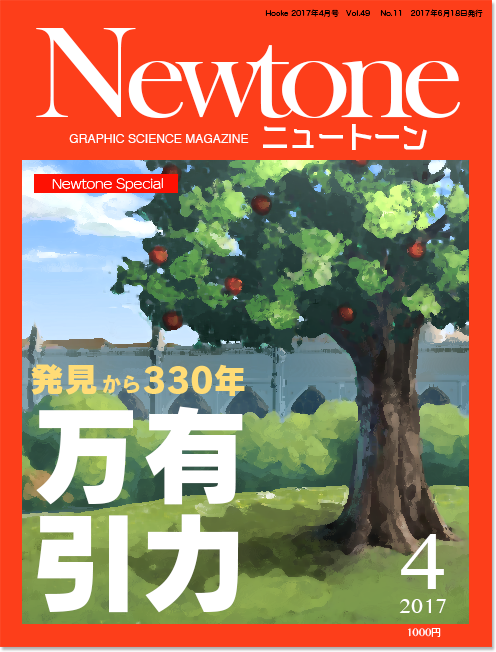 Hooke 2017年4月号 Vol.49 No.11 2017年6月18日発行
Newtone
GRAPHIC SCIENCE MAGAZINE ニュートーン
Newtone Special
発見から330年
万有
引力
4
2017
1000円